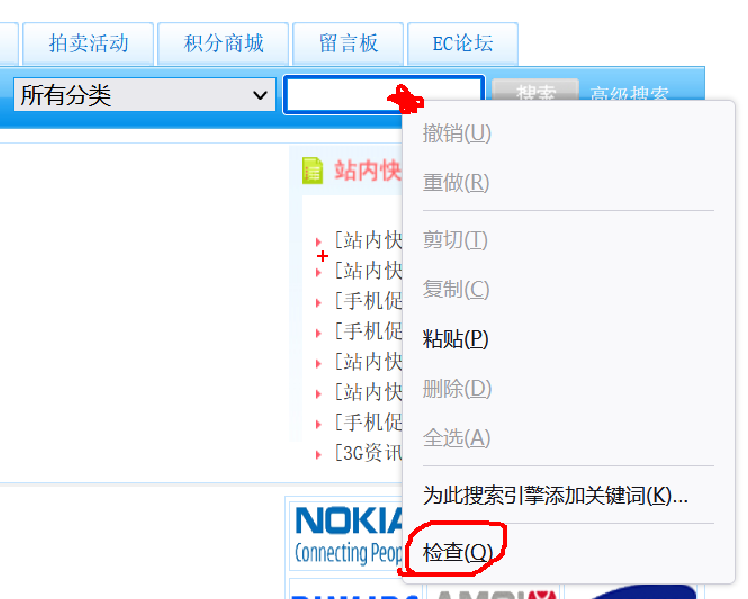 拍卖活动 积分商城 留言板 EC论坛
所有分类 搜索 高级搜索
撤销(U)
站内快
重做(R)
[站内快 剪切(T)
[站内快
[手机促 复制(C)
[手机促 粘贴(P)
[站内快
[站内快 删除(D)
[手机促
[3G资讯 全选(A)
为此搜索引擎添加关键词(K)...
NOKIA
Connecting Peop
检查(Q)